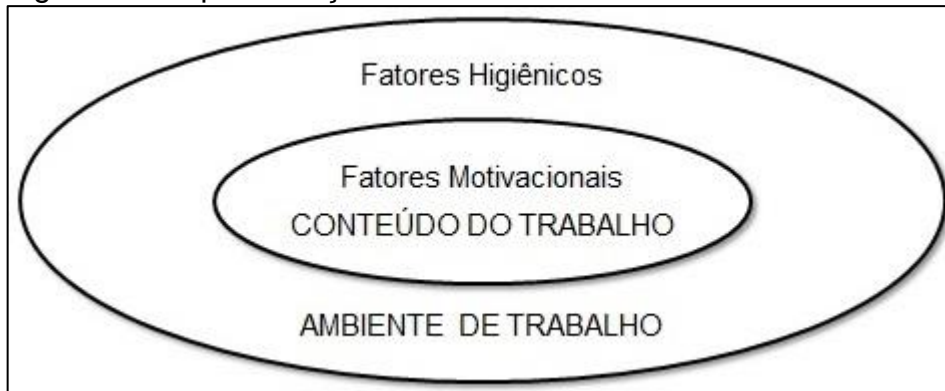 Fatores Higiênicos
Fatores Motivacionais
CONTEÚDO DO TRABALHO
AMBIENTE DE TRABALHO